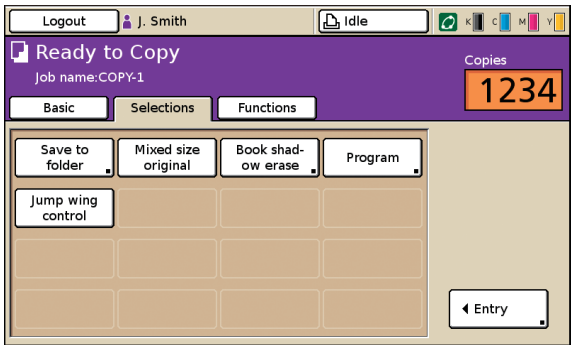 Logout
J. Smith
Idle
K C M Y
Ready to Copy
Job name:COPY-1
Copies
1234
Basic
Selections
Functions
Save to
folder
Mixed size
original
Book shad-
ow erase
Program
Jump wing
control
Entry